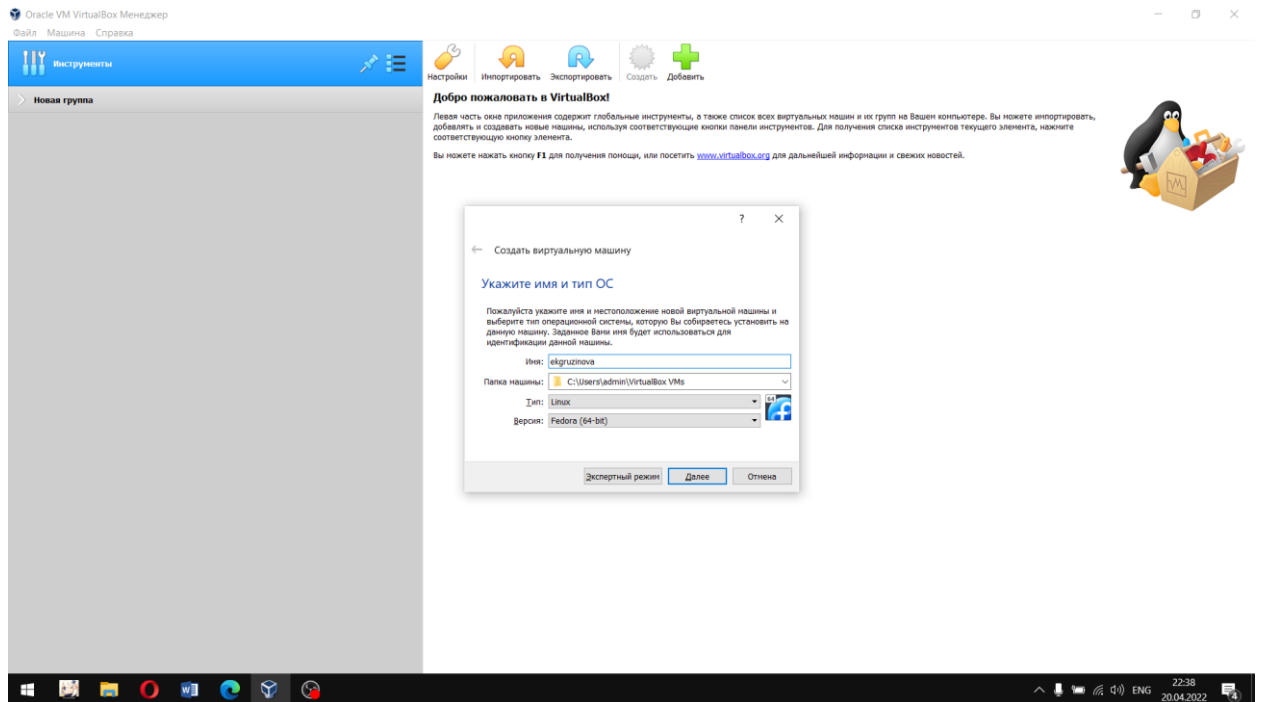 Oracle VM VirtualBox Менеджер
Файл Машина Справка
Инструменты
Новая группа
Настройки Импортировать Экспортировать Создать Добавить
Добро пожаловать в VirtualBox!
Левая часть окна приложения содержит глобальные инструменты, а также список всех виртуальных машин и их групп на Вашем компьютере. Вы можете импортировать,
добавлять и создавать новые машины, используя соответствующие кнопки панели инструментов. Для получения списка инструментов текущего элемента, нажмите
соответствующую кнопку элемента.
Вы можете нажать кнопку F1 для получения помощи, или посетить www.virtualbox.org для дальнейшей информации и свежих новостей.
?
Создать виртуальную машину
Укажите имя и тип ОС
Пожалуйста укажите имя и местоположение новой виртуальной машины и
выберите тип операционной системы, которую Вы собираетесь установить на
данную машину. Заданное Вами имя будет использоваться для
идентификации данной машины.
Имя: ekgruzinova
Папка машины: C:\Users\admin\VirtualBox VMs
Тип: Linux
64
Версия: Fedora (64-bit)
Экспертный режим Далее Отмена
ENG
22:38
20.04.2022
4